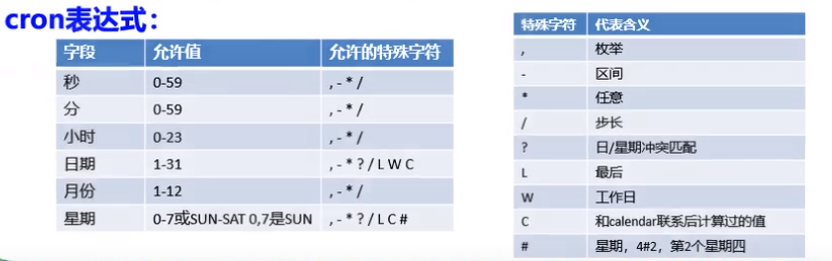 cron表达式：
字段 允许值 允许的特殊字符
秒 0-59 , - * /
分 0-59 , - * /
小时 0-23 , - * /
日期 1-31 , - * ? / L W C
月份 1-12 , - * /
星期 0-7或SUN-SAT 0,7是SUN , - * ? / L C #
特殊字符 代表含义
, 枚举
- 区间
* 任意
/ 步长
? 日/星期冲突匹配
L 最后
W 工作日
C 和calendar联系后计算过的值
# 星期，4#2，第2个星期四